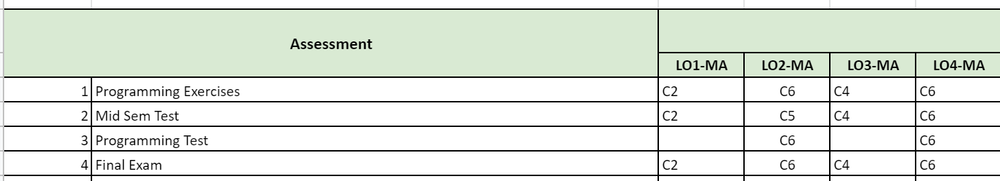 Assessment
LO1-MA LO2-MA LO3-MA LO4-MA
1 Programming Exercises C2 C6 C4 C6
2 Mid Sem Test C2 C5 C4 C6
3 Programming Test C6 C6
4 Final Exam C2 C6 C4 C6